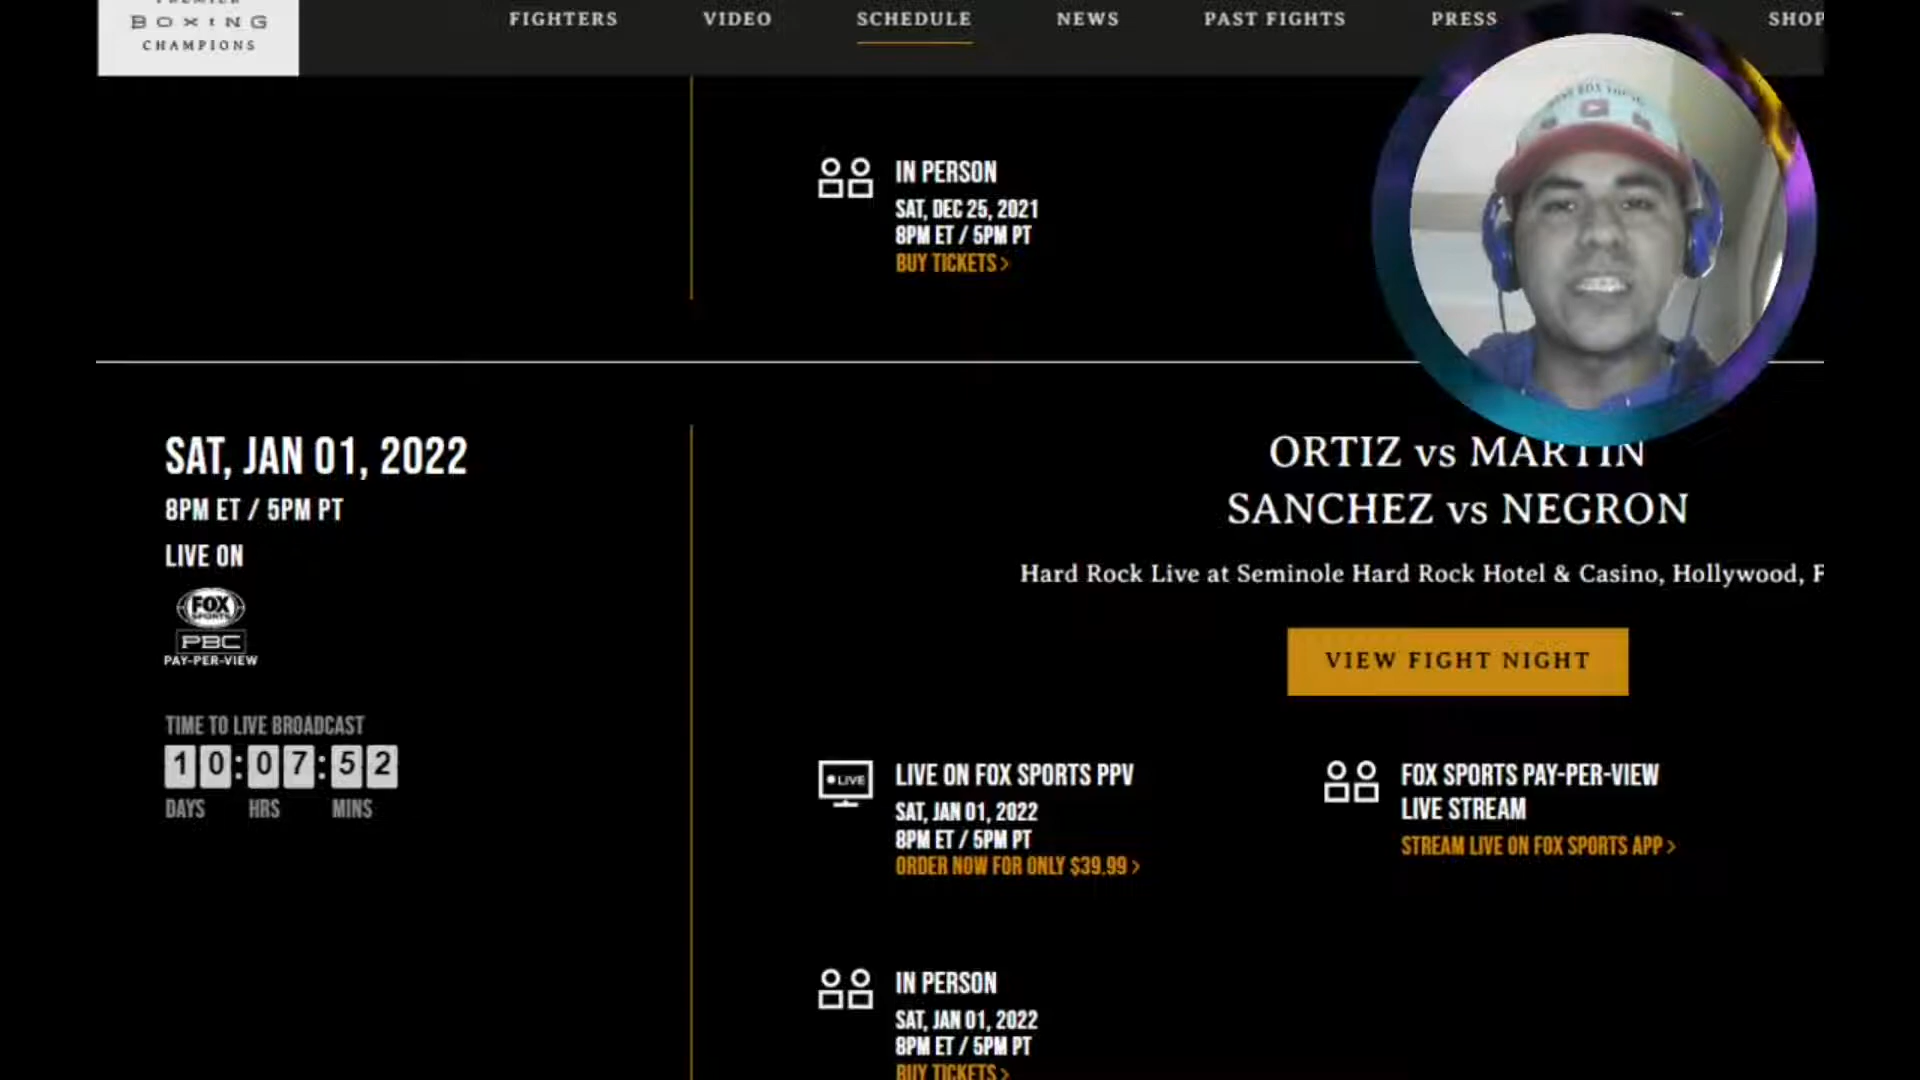 BOXING
CHAMPIONS
FIGHTERS
VIDEO
SCHEDULE
NEWS
PAST FIGHTS
PRESS
SHOP
IN PERSON
SAT, DEC 25, 2021
8PM ET / 5PM PT
BUY TICKETS >
SAT, JAN 01, 2022
8PM ET / 5PM PT
LIVE ON
FOX
SPORTS
PBC
PAY-PER-VIEW
TIME TO LIVE BROADCAST
10:07:52
DAYS HRS MINS
ORTIZ vs MARTIN
SANCHEZ vs NEGRON
Hard Rock Live at Seminole Hard Rock Hotel & Casino, Hollywood, F
VIEW FIGHT NIGHT
LIVE
LIVE ON FOX SPORTS PPV
SAT, JAN 01, 2022
8PM ET / 5PM PT
ORDER NOW FOR ONLY $39.99 >
FOX SPORTS PAY-PER-VIEW
LIVE STREAM
STREAM LIVE ON FOX SPORTS APP >
IN PERSON
SAT, JAN 01, 2022
8PM ET / 5PM PT
BUY TICKETS >